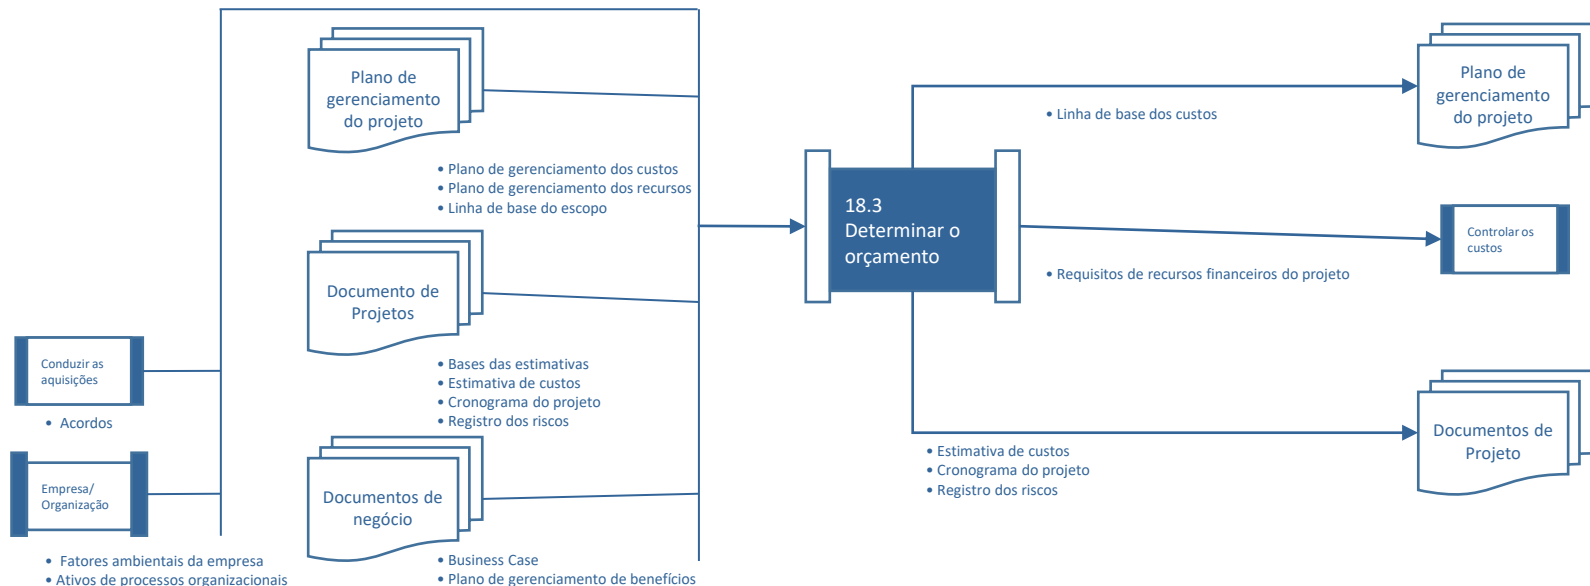 Plano de
gerenciamento
do projeto
• Plano de gerenciamento dos custos
• Plano de gerenciamento dos recursos
• Linha de base do escopo
Documento de
Projetos
• Bases das estimativas
• Estimativa de custos
• Cronograma do projeto
• Registro dos riscos
Conduzir as
aquisições
• Acordos
Empresa/
Organização
• Fatores ambientais da empresa
• Ativos de processos organizacionais
Documentos de
negócio
• Business Case
• Plano de gerenciamento de benefícios
18.3
Determinar o
orçamento
• Linha de base dos custos
Plano de
gerenciamento
do projeto
• Requisitos de recursos financeiros do projeto
Controlar os
custos
• Estimativa de custos
• Cronograma do projeto
• Registro dos riscos
Documentos de
Projeto